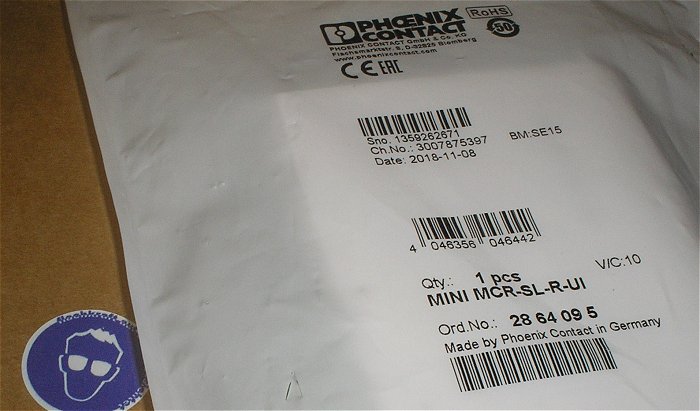 PHŒNIX
CONTACT
RoHS
50
PHOENIX CONTACT GmbH & Co. KG
Flachsmarktstr. 8, D-32825 Blomberg
www.phoenixcontact.com
CE EAC
Sno. 1359262671
Ch.No.: 3007875397 BM:SE15
Date: 2018-11-08
4 046356 046442
Qty.: 1 pcs V/C:10
MINI MCR-SL-R-UI
Ord.No.: 28 64 09 5
Made by Phoenix Contact in Germany